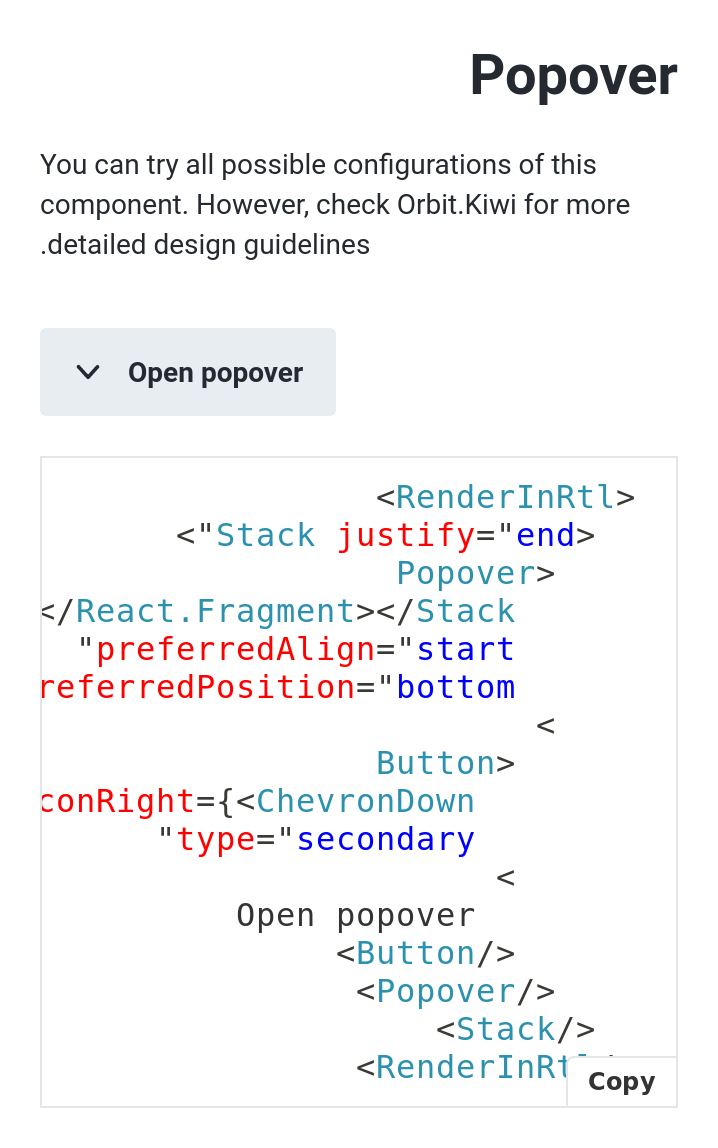 Popover
You can try all possible configurations of this
component. However, check Orbit.Kiwi for more
.detailed design guidelines
Open popover
<RenderInRtl>
<"Stack justify="end>
Popover>
</React.Fragment></Stack
"preferredAlign="start
referredPosition="bottom
<
Button>
conRight={<ChevronDown
"type="secondary
<
Open popover
<Button/>
<Popover/>
<Stack/>
<RenderInRtl
Copy